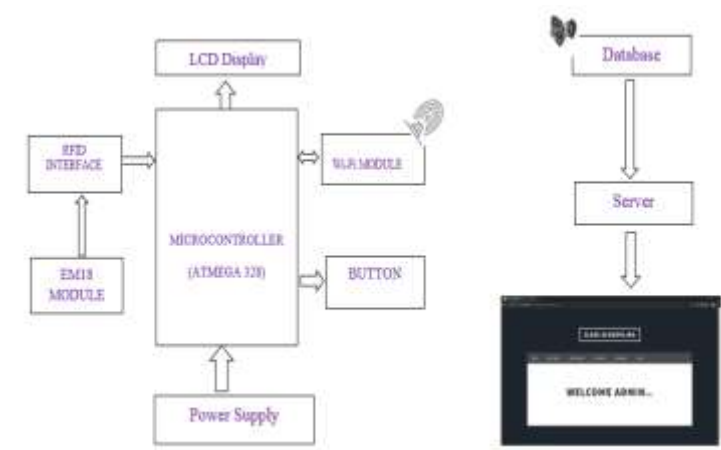 LCD Display
Database
RFID
INTERFACE
Wi-Fi MODULE
Server
MICROCONTROLLER
(ATMEGA 328)
EM18
MODULE
BUTTON
WELCOME ADMIN...
Power Supply